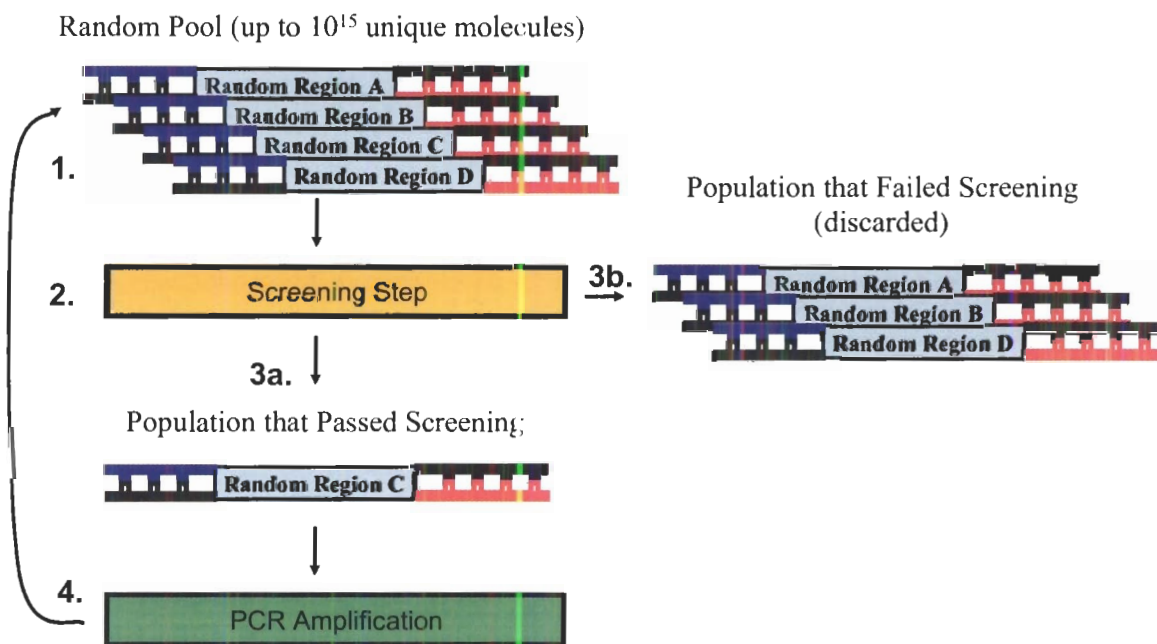 Random Pool (up to 10¹⁵ unique molecules)
Random Region A
Random Region B
Random Region C
Random Region D
1.
Population that Failed Screening
(discarded)
2.
Screening Step
3b.
Random Region A
Random Region B
Random Region D
3a.
Population that Passed Screening;
Random Region C
4.
PCR Amplification